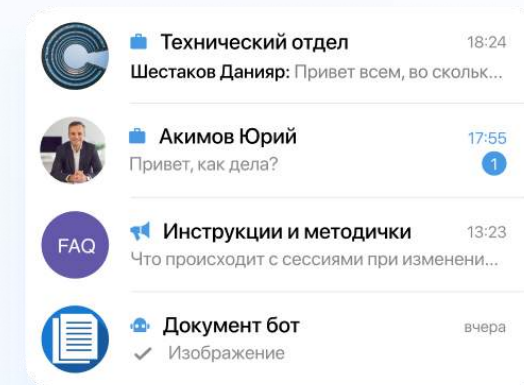 Технический отдел 18:24
Шестаков Данияр: Привет всем, во скольк...
Акимов Юрий 17:55
Привет, как дела? 1
FAQ Инструкции и методички 13:23
Что происходит с сессиями при изменени...
Документ бот вчера
Изображение